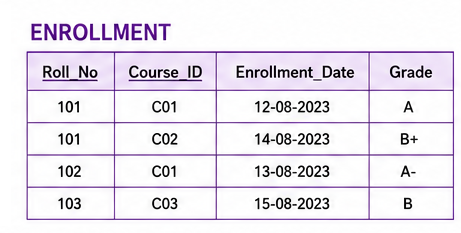 ENROLLMENT
Roll_No Course_ID Enrollment_Date Grade
101 C01 12-08-2023 A
101 C02 14-08-2023 B+
102 C01 13-08-2023 A-
103 C03 15-08-2023 B